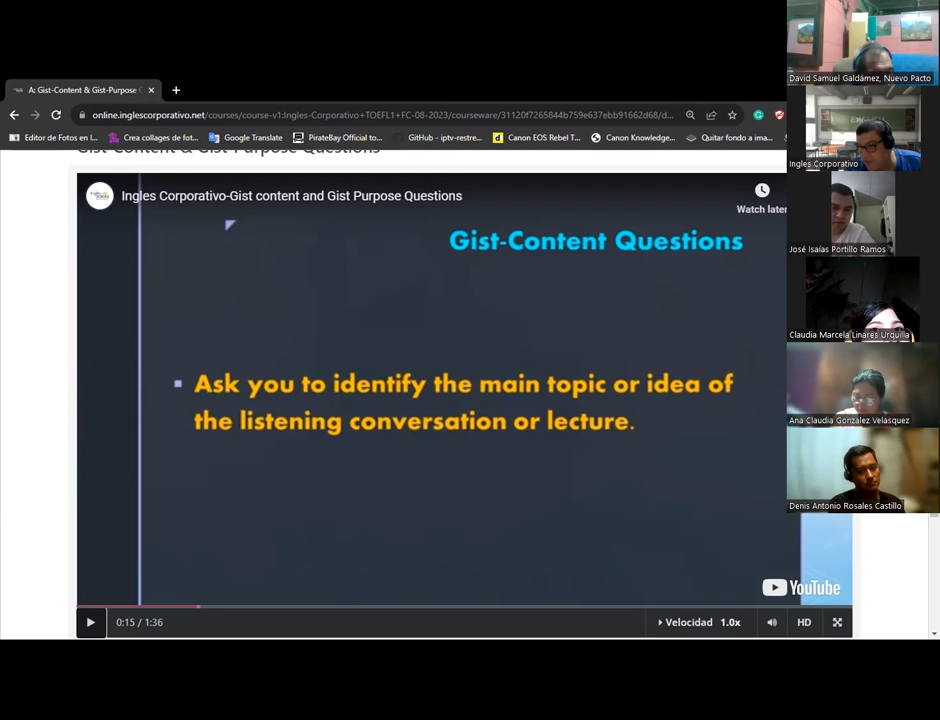 A: Gist-Content & Gist-Purpose
online.inglescorporativo.net/courses/course-v1:Ingles-Corporativo+TOEFL1+FC-08-2023/courseware/31120f7265844b759e637ebb91662d68/d...
Editor de Fotos en l... Crea collages de fot... Google Translate PirateBay Official to... GitHub - iptv-restre... Canon EOS Rebel T... Canon Knowledge... Quitar fondo a ima...
Gist-Content & Gist-Purpose Questions
Ingles Corporativo-Gist content and Gist Purpose Questions
Watch later
Gist-Content Questions
Ask you to identify the main topic or idea of
the listening conversation or lecture.
YouTube
0:15 / 1:36
Velocidad 1.0x
HD
David Samuel Galdámez, Nuevo Pacto
Ingles Corporativo
José Isaías Portillo Ramos
Claudia Marcela Linares Urquilla
Ana Claudia González Velasquez
Denis Antonio Rosales Castillo